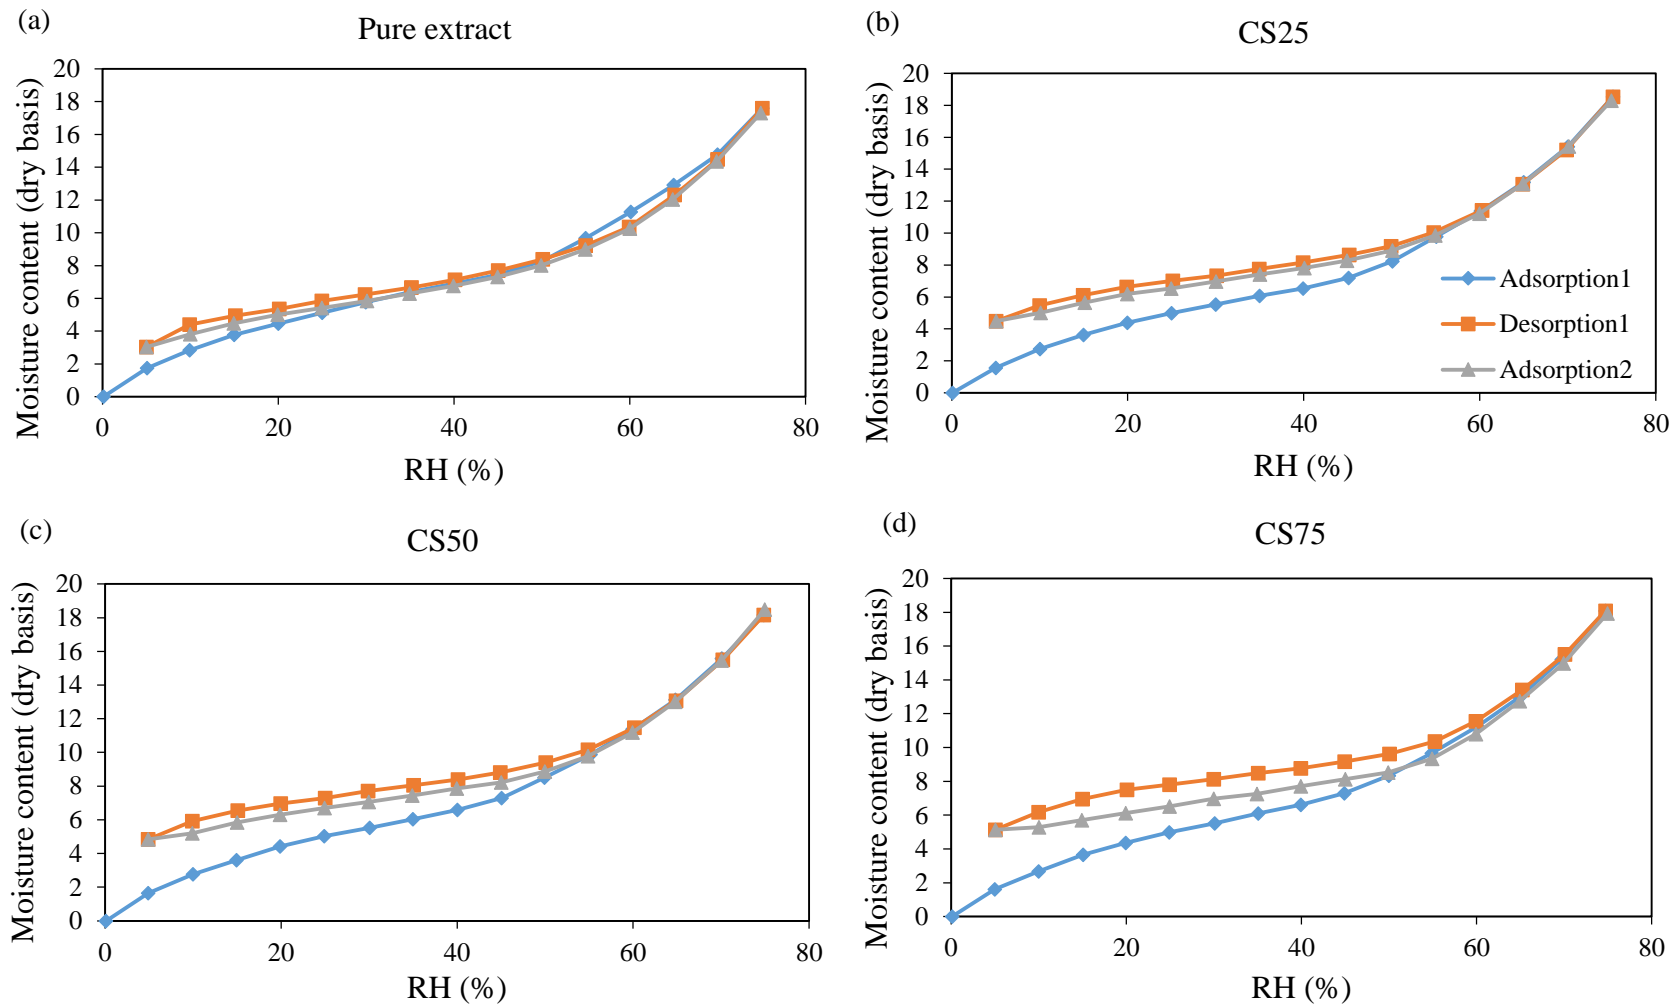 (a)
Pure extract
Moisture content (dry basis)
20
18
16
14
12
10
8
6
4
2
0
0 20 40 60 80
RH (%)
(b)
CS25
Moisture content (dry basis)
20
18
16
14
12
10
8
6
4
2
0
Adsorption1
Desorption1
Adsorption2
0 20 40 60 80
RH (%)
(c)
CS50
Moisture content (dry basis)
20
18
16
14
12
10
8
6
4
2
0
0 20 40 60 80
RH (%)
(d)
CS75
Moisture content (dry basis)
20
18
16
14
12
10
8
6
4
2
0
0 20 40 60 80
RH (%)